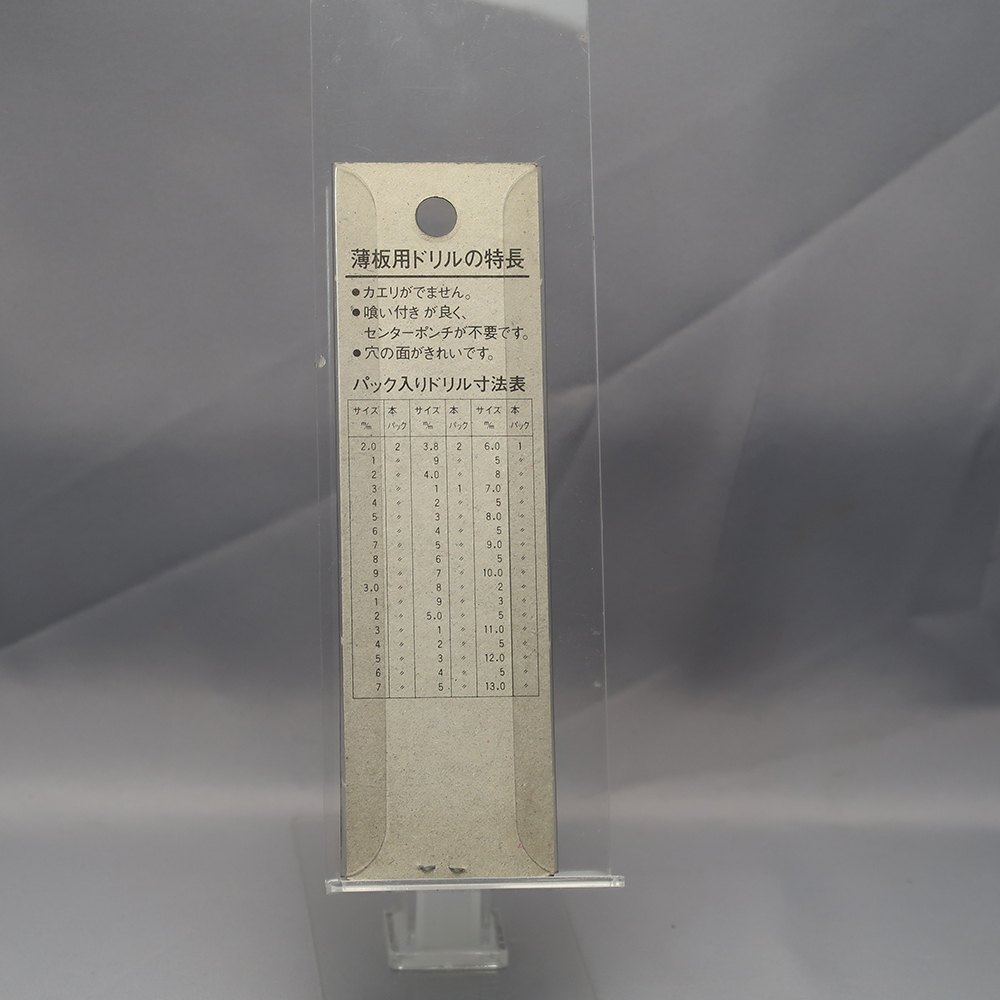 薄板用ドリルの特長
●カエリがでません。
●喰い付きが良く、
センターポンチが不要です。
●穴の面がきれいです。
パック入りドリル寸法表
サイズ 本 サイズ 本 サイズ 本
m/m パック m/m パック m/m パック
2.0 2 3.8 2 6.0 1
1 〃 9 〃 5 〃
2 〃 4.0 〃 8 〃
3 〃 1 1 7.0 〃
4 〃 2 〃 5 〃
5 〃 3 〃 8.0 〃
6 〃 4 〃 5 〃
7 〃 5 〃 9.0 〃
8 〃 6 〃 5 〃
9 〃 7 〃 10.0 〃
3.0 〃 8 〃 2 〃
1 〃 9 〃 3 〃
2 〃 5.0 〃 5 〃
3 〃 1 〃 11.0 〃
4 〃 2 〃 5 〃
5 〃 3 〃 12.0 〃
6 〃 4 〃 5 〃
7 〃 5 〃 13.0 〃